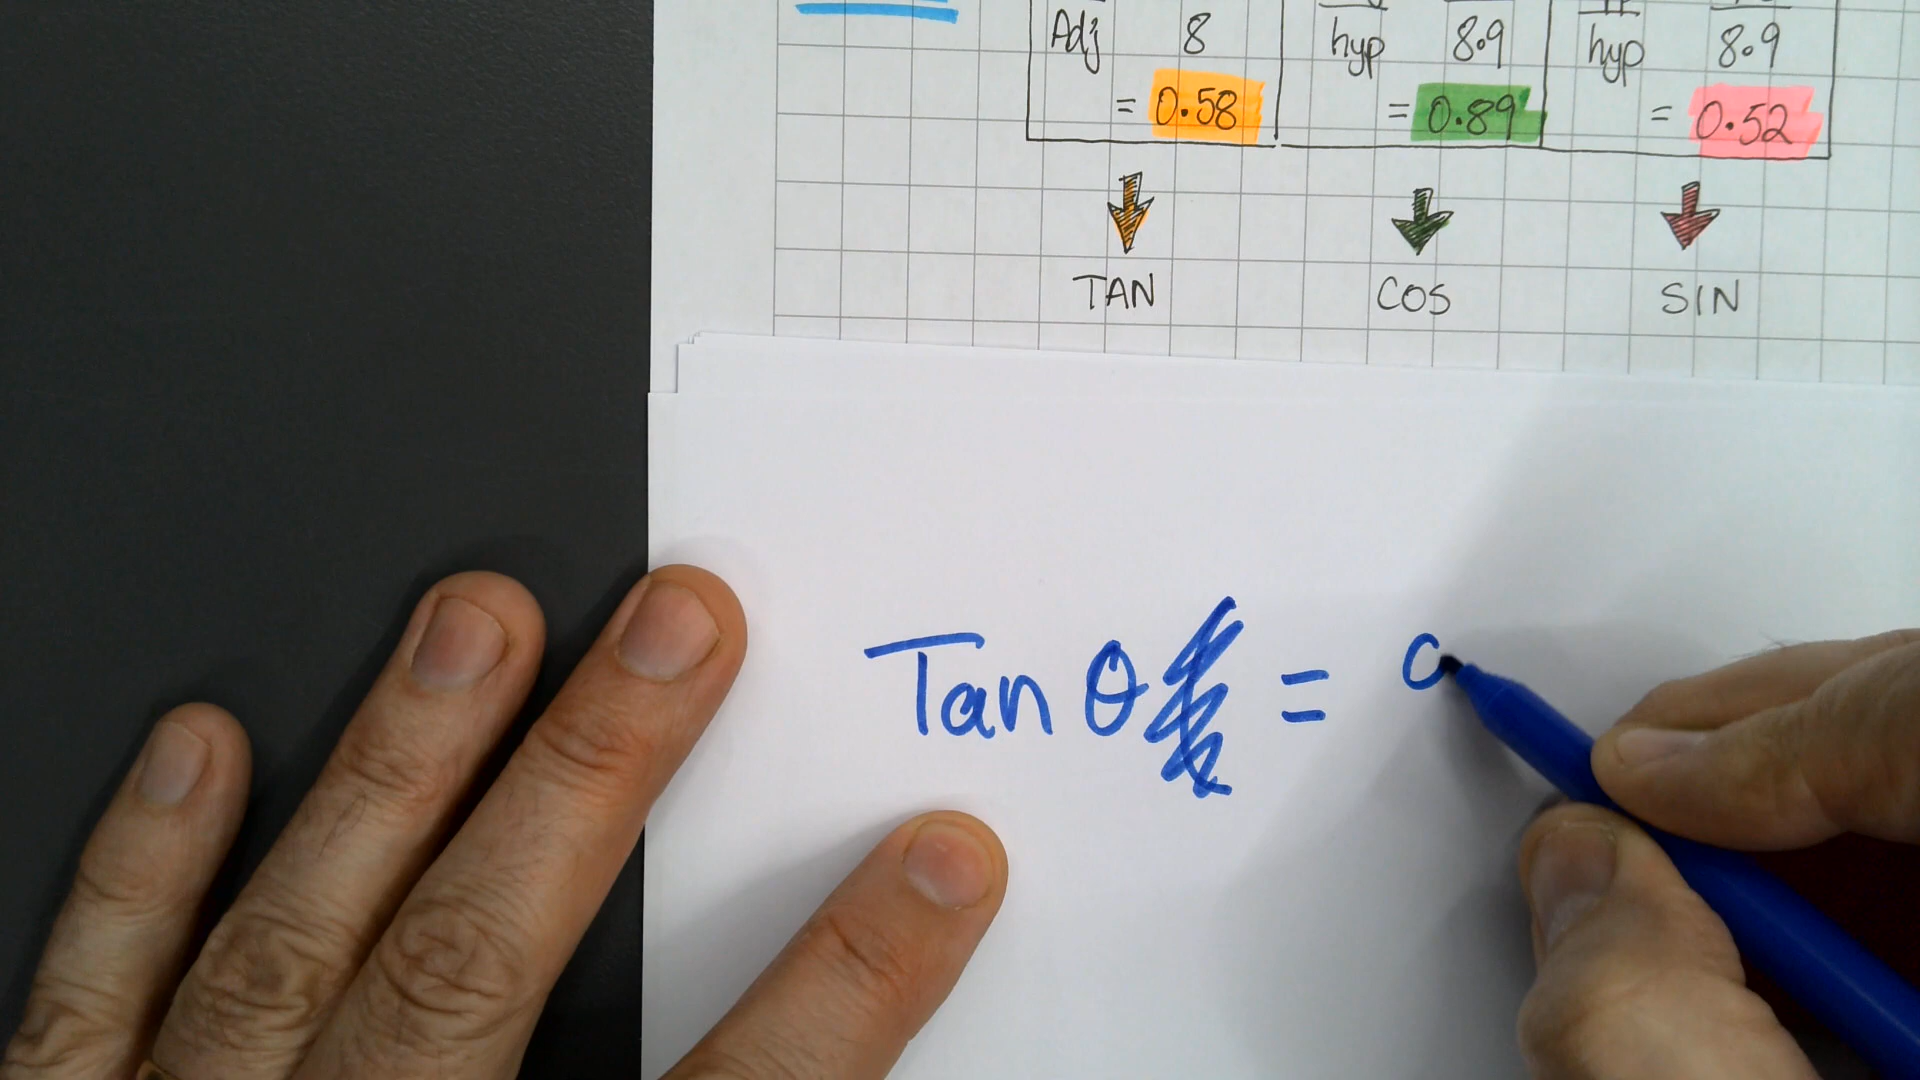 Adj 8 hyp 8.9 hyp 8.9
= 0.58 = 0.89 = 0.52
TAN COS SIN
Tan θ = o